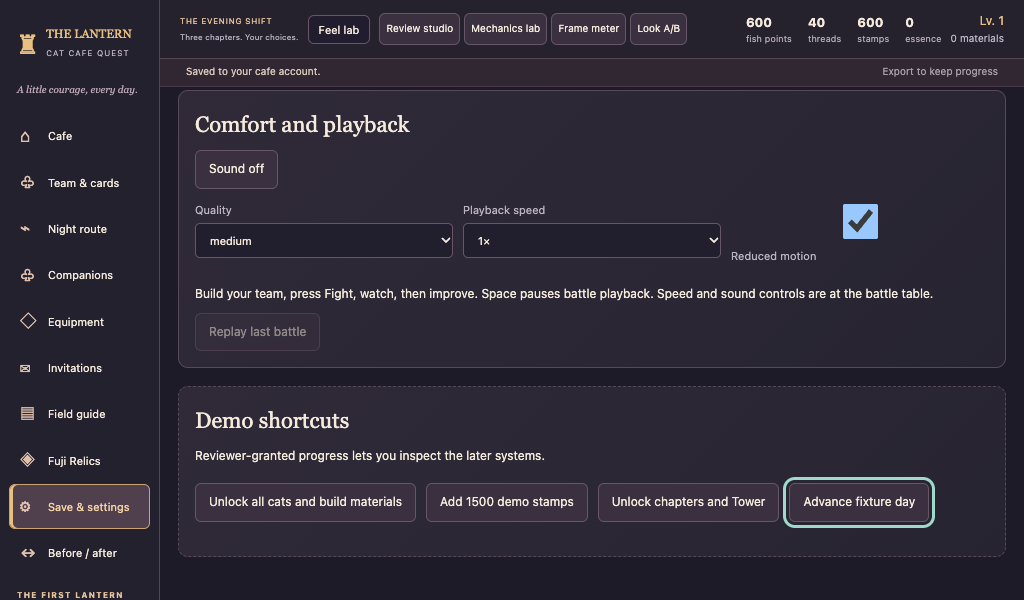 THE LANTERN
CAT CAFE QUEST
A little courage, every day.
Cafe
Team & cards
Night route
Companions
Equipment
Invitations
Field guide
Fuji Relics
Save & settings
Before / after
THE FIRST LANTERN
THE EVENING SHIFT
Three chapters. Your choices.
Feel lab
Review studio
Mechanics lab
Frame meter
Look A/B
600
fish points
40
threads
600
stamps
0
essence
Lv. 1
0 materials
Saved to your cafe account.
Export to keep progress
Comfort and playback
Sound off
Quality
medium
Playback speed
1×
Reduced motion
Build your team, press Fight, watch, then improve. Space pauses battle playback. Speed and sound controls are at the battle table.
Replay last battle
Demo shortcuts
Reviewer-granted progress lets you inspect the later systems.
Unlock all cats and build materials
Add 1500 demo stamps
Unlock chapters and Tower
Advance fixture day